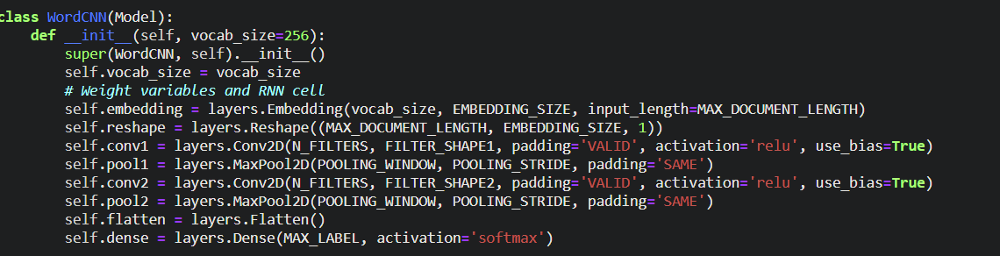 class WordCNN(Model):
    def __init__(self, vocab_size=256):
        super(WordCNN, self).__init__()
        self.vocab_size = vocab_size
        # Weight variables and RNN cell
        self.embedding = layers.Embedding(vocab_size, EMBEDDING_SIZE, input_length=MAX_DOCUMENT_LENGTH)
        self.reshape = layers.Reshape((MAX_DOCUMENT_LENGTH, EMBEDDING_SIZE, 1))
        self.conv1 = layers.Conv2D(N_FILTERS, FILTER_SHAPE1, padding='VALID', activation='relu', use_bias=True)
        self.pool1 = layers.MaxPool2D(POOLING_WINDOW, POOLING_STRIDE, padding='SAME')
        self.conv2 = layers.Conv2D(N_FILTERS, FILTER_SHAPE2, padding='VALID', activation='relu', use_bias=True)
        self.pool2 = layers.MaxPool2D(POOLING_WINDOW, POOLING_STRIDE, padding='SAME')
        self.flatten = layers.Flatten()
        self.dense = layers.Dense(MAX_LABEL, activation='softmax')